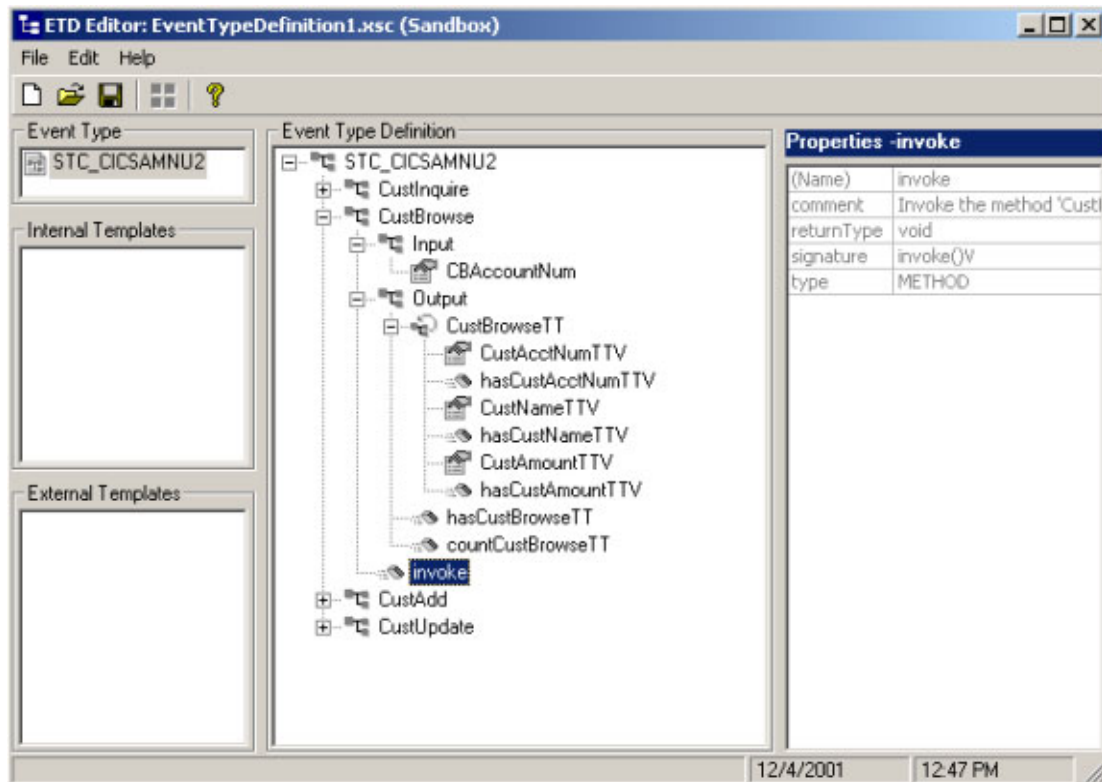 ETD Editor: EventTypeDefinition1.xsc (Sandbox)
File Edit Help
Event Type
STC_CICSAMNU2
Internal Templates
External Templates
Event Type Definition
STC_CICSAMNU2
CustInquire
CustBrowse
Input
CBAccountNum
Output
CustBrowseTT
CustAcctNumTTV
hasCustAcctNumTTV
CustNameTTV
hasCustNameTTV
CustAmountTTV
hasCustAmountTTV
hasCustBrowseTT
countCustBrowseTT
invoke
CustAdd
CustUpdate
Properties -invoke
(Name) invoke
comment Invoke the method 'Cust
returnType void
signature invoke()V
type METHOD
12/4/2001 12:47 PM